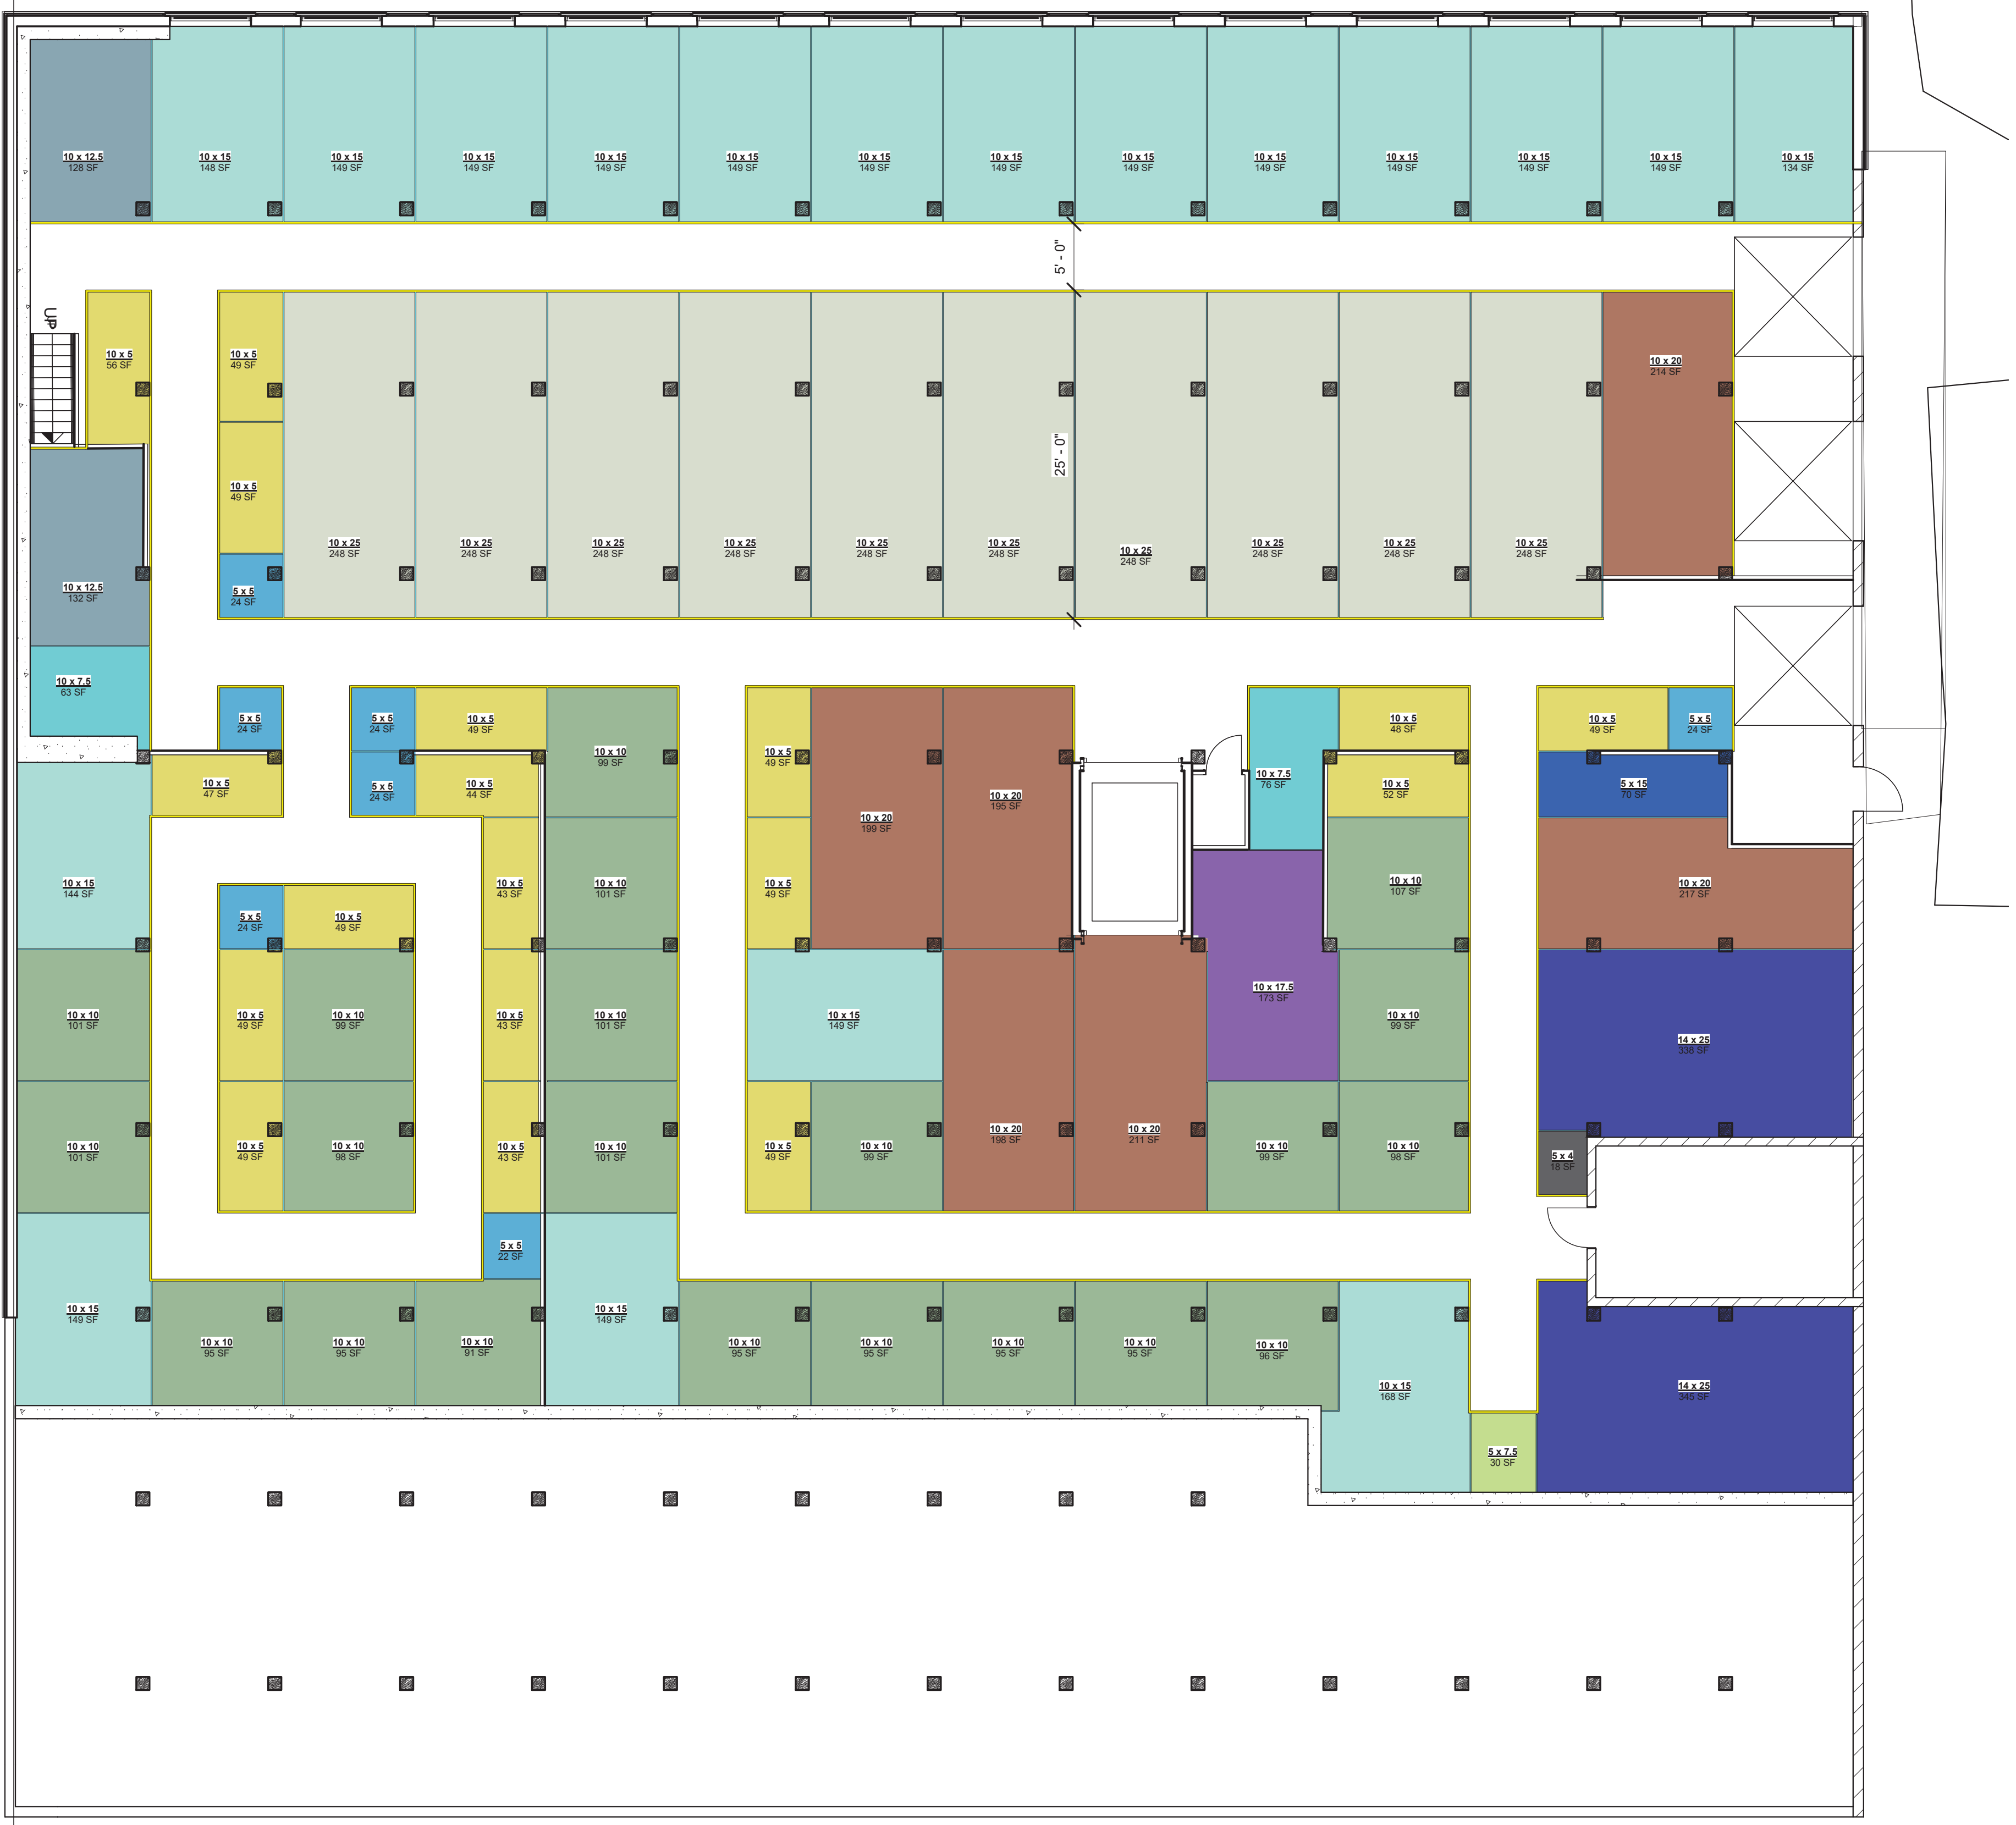 10 x 12.5
128 SF
10 x 15
148 SF
10 x 15
149 SF
10 x 15
149 SF
10 x 15
149 SF
10 x 15
149 SF
10 x 15
149 SF
10 x 15
149 SF
10 x 15
149 SF
10 x 15
149 SF
10 x 15
149 SF
10 x 15
149 SF
10 x 15
149 SF
10 x 15
134 SF
5' - 0"
UP
10 x 5
56 SF
10 x 5
49 SF
10 x 20
214 SF
25' - 0"
10 x 5
49 SF
10 x 25
248 SF
10 x 25
248 SF
10 x 25
248 SF
10 x 25
248 SF
10 x 25
248 SF
10 x 25
248 SF
10 x 25
248 SF
10 x 25
248 SF
10 x 25
248 SF
10 x 25
248 SF
10 x 12.5
132 SF
5 x 5
24 SF
10 x 7.5
63 SF
5 x 5
24 SF
5 x 5
24 SF
10 x 5
49 SF
10 x 10
99 SF
10 x 5
49 SF
10 x 20
199 SF
10 x 20
195 SF
10 x 7.5
76 SF
10 x 5
48 SF
10 x 5
49 SF
5 x 5
24 SF
10 x 5
47 SF
5 x 5
24 SF
10 x 5
44 SF
10 x 5
52 SF
5 x 15
70 SF
10 x 15
144 SF
10 x 5
43 SF
10 x 10
101 SF
10 x 5
49 SF
10 x 10
107 SF
10 x 20
217 SF
5 x 5
24 SF
10 x 5
49 SF
10 x 10
101 SF
10 x 5
49 SF
10 x 10
99 SF
10 x 5
43 SF
10 x 10
101 SF
10 x 15
149 SF
10 x 17.5
173 SF
10 x 10
99 SF
14 x 25
338 SF
10 x 10
101 SF
10 x 5
49 SF
10 x 10
98 SF
10 x 5
43 SF
10 x 10
101 SF
10 x 5
49 SF
10 x 10
99 SF
10 x 20
198 SF
10 x 20
211 SF
10 x 10
99 SF
10 x 10
98 SF
5 x 4
18 SF
5 x 5
22 SF
10 x 15
149 SF
10 x 10
95 SF
10 x 10
95 SF
10 x 10
91 SF
10 x 15
149 SF
10 x 10
95 SF
10 x 10
95 SF
10 x 10
95 SF
10 x 10
95 SF
10 x 10
96 SF
10 x 15
168 SF
14 x 25
345 SF
5 x 7.5
30 SF